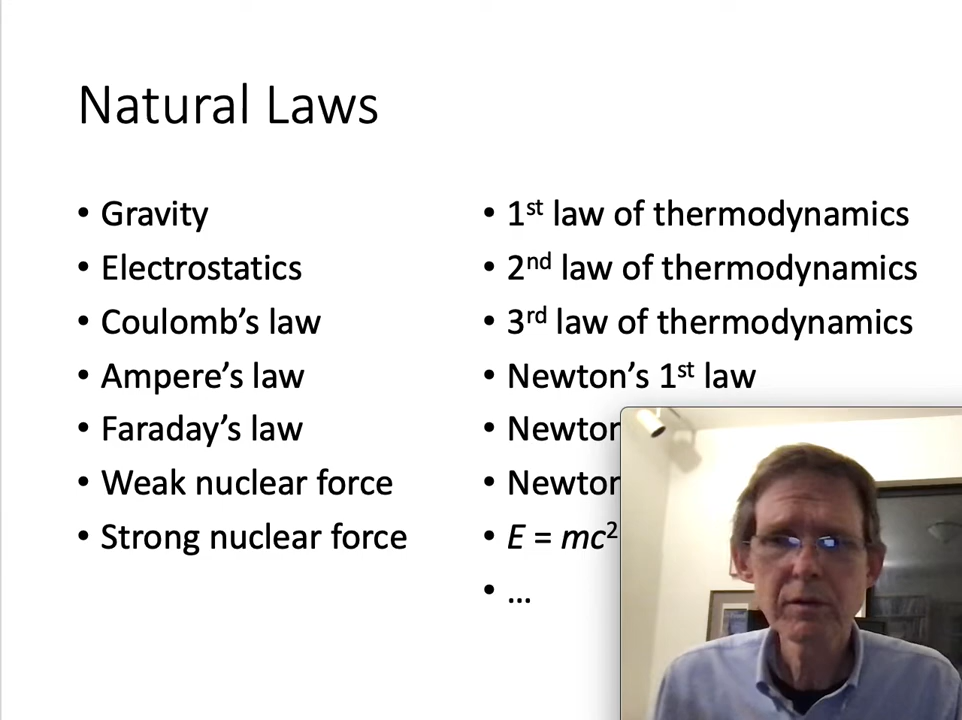 Natural Laws
• Gravity
• Electrostatics
• Coulomb’s law
• Ampere’s law
• Faraday’s law
• Weak nuclear force
• Strong nuclear force
• 1st law of thermodynamics
• 2nd law of thermodynamics
• 3rd law of thermodynamics
• Newton’s 1st law
• Newton
• Newton
• E = mc²
• …